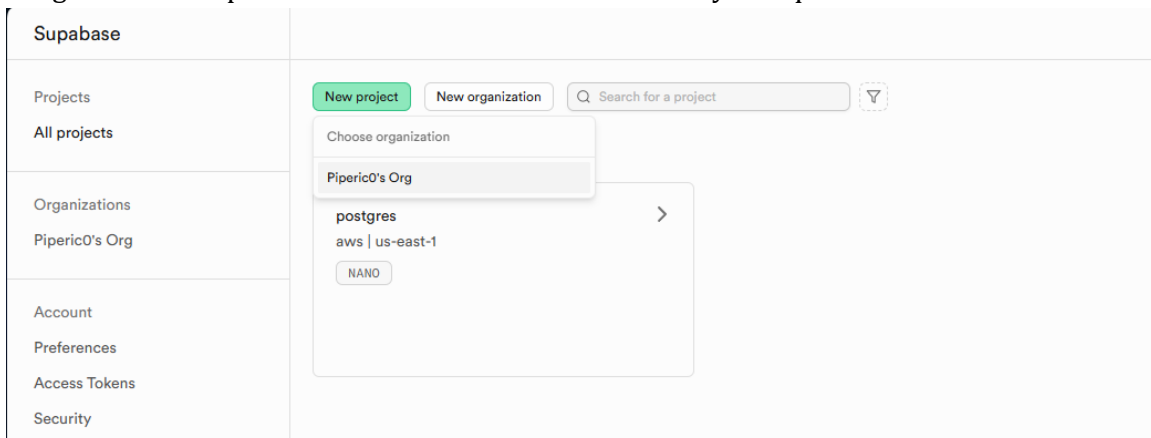 Supabase
Projects
All projects
Organizations
Piperic0's Org
Account
Preferences
Access Tokens
Security
New project
New organization
Search for a project
Choose organization
Piperic0's Org
postgres
aws | us-east-1
NANO